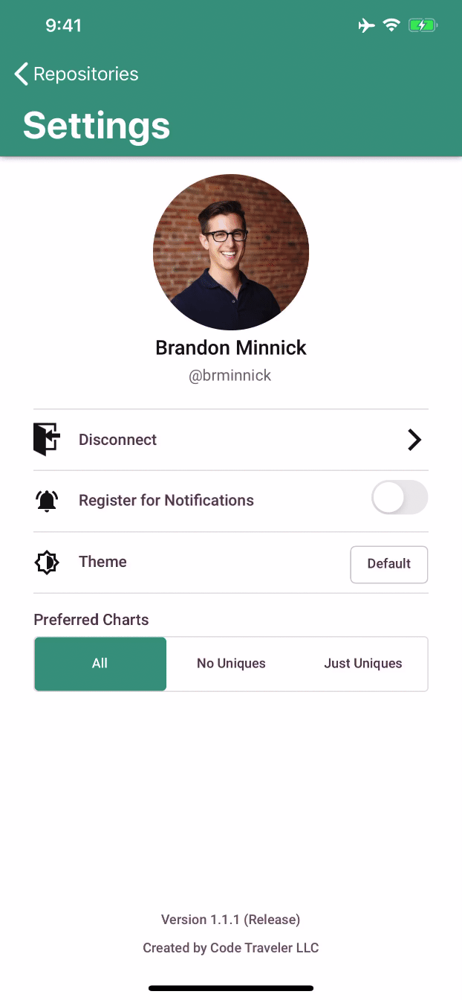 9:41
Repositories
Settings
Brandon Minnick
@brminnick
Disconnect
Register for Notifications
Theme
Default
Preferred Charts
All
No Uniques
Just Uniques
Version 1.1.1 (Release)
Created by Code Traveler LLC